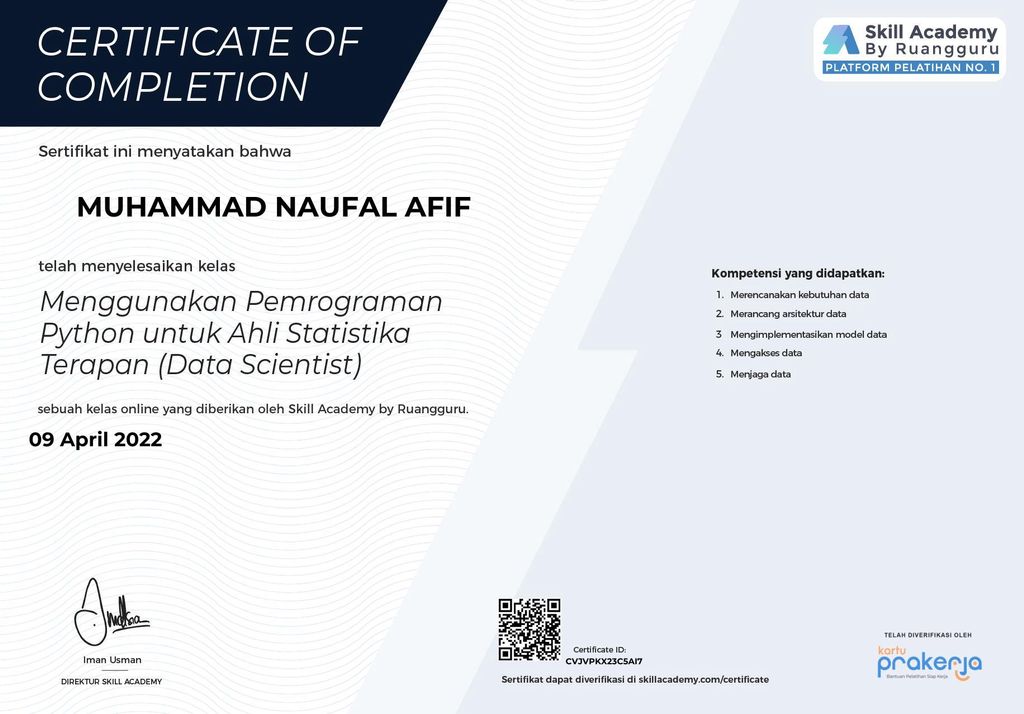 CERTIFICATE OF
COMPLETION
Skill Academy
By Ruangguru
PLATFORM PELATIHAN NO. 1
Sertifikat ini menyatakan bahwa
MUHAMMAD NAUFAL AFIF
telah menyelesaikan kelas
Menggunakan Pemrograman
Python untuk Ahli Statistika
Terapan (Data Scientist)
sebuah kelas online yang diberikan oleh Skill Academy by Ruangguru.
09 April 2022
Kompetensi yang didapatkan:
1. Merencanakan kebutuhan data
2. Merancang arsitektur data
3 Mengimplementasikan model data
4. Mengakses data
5. Menjaga data
Iman Usman
DIREKTUR SKILL ACADEMY
Certificate ID:
CVJVPKX23C5AI7
Sertifikat dapat diverifikasi di skillacademy.com/certificate
TELAH DIVERIFIKASI OLEH
kartu
prakerja
Bantuan Pelatihan Siap Kerja